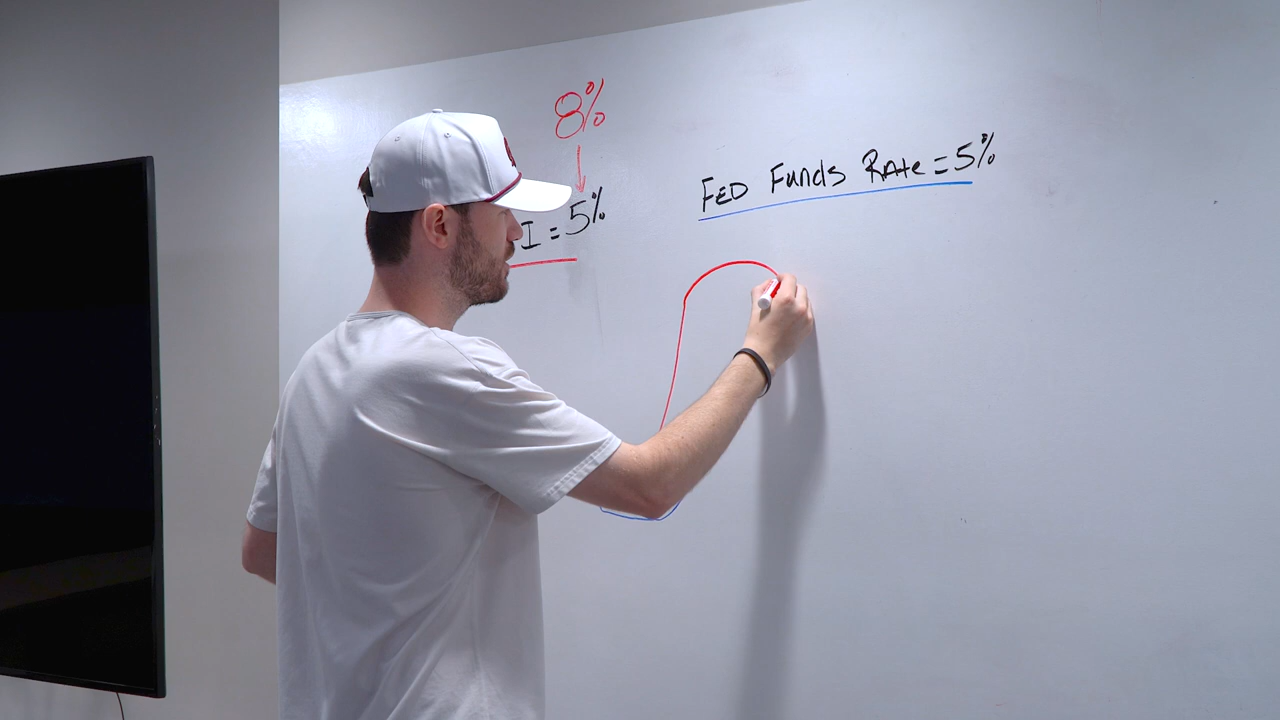 8%
I = 5%
FED Funds Rate = 5%